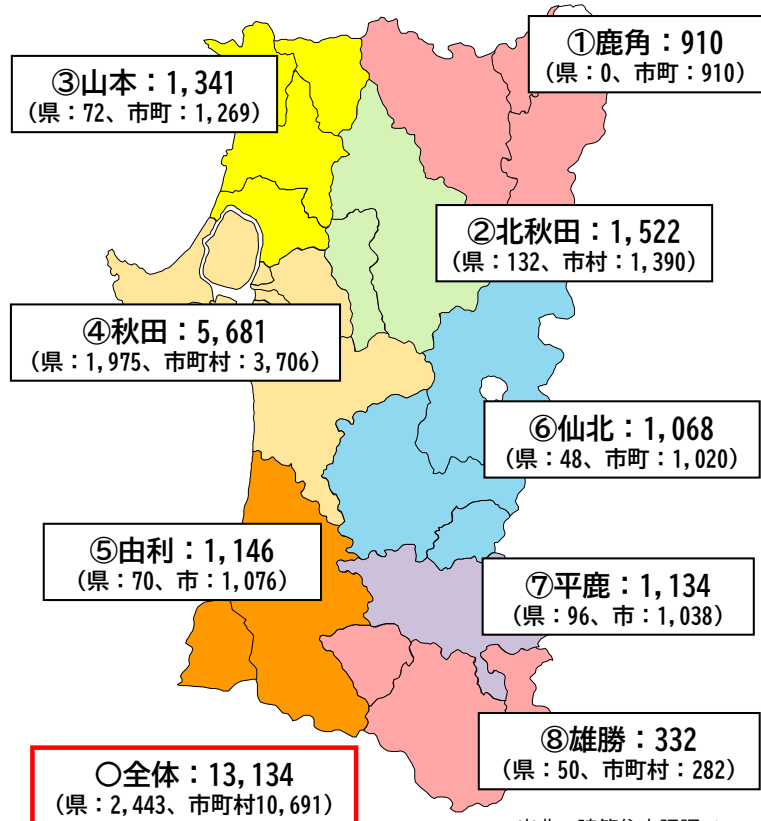 ①鹿角：910
（県：0、市町：910）
③山本：1,341
（県：72、市町：1,269）
②北秋田：1,522
（県：132、市村：1,390）
④秋田：5,681
（県：1,975、市町村：3,706）
⑥仙北：1,068
（県：48、市町：1,020）
⑤由利：1,146
（県：70、市：1,076）
⑦平鹿：1,134
（県：96、市：1,038）
⑧雄勝：332
（県：50、市町村：282）
〇全体：13,134
（県：2,443、市町村10,691）